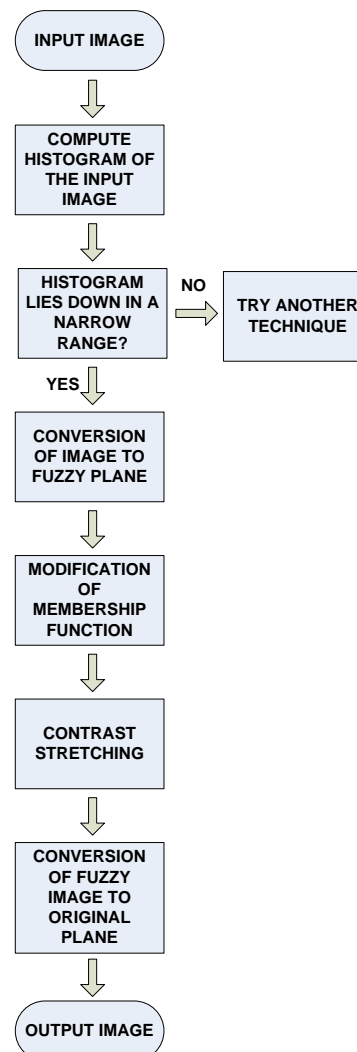 INPUT IMAGE
COMPUTE
HISTOGRAM OF
THE INPUT
IMAGE
HISTOGRAM
LIES DOWN IN A
NARROW
RANGE?
NO
TRY ANOTHER
TECHNIQUE
YES
CONVERSION
OF IMAGE TO
FUZZY PLANE
MODIFICATION
OF
MEMBERSHIP
FUNCTION
CONTRAST
STRETCHING
CONVERSION
OF FUZZY
IMAGE TO
ORIGINAL
PLANE
OUTPUT IMAGE